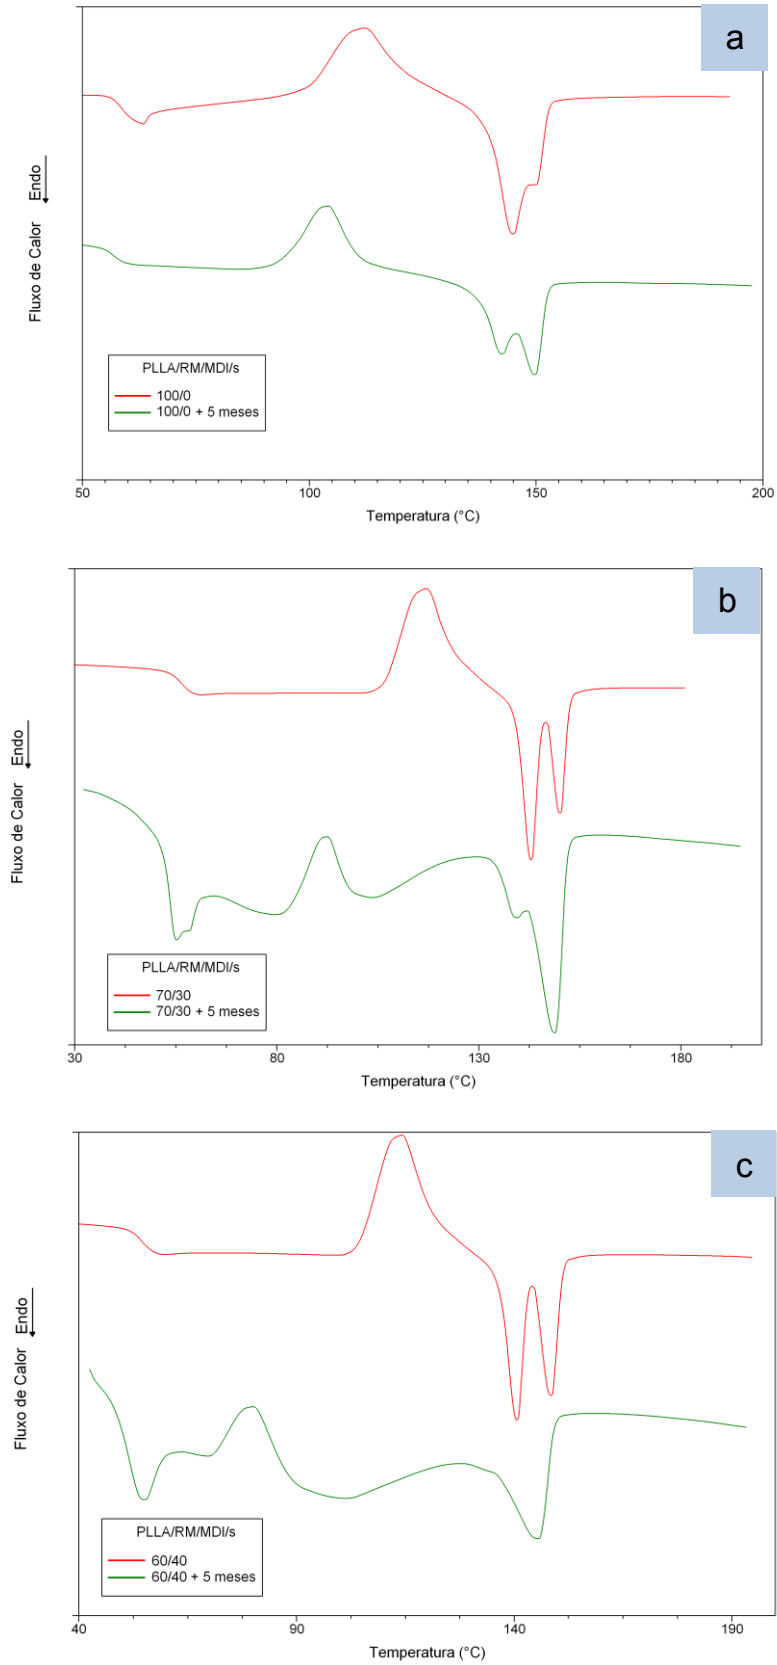 a
Fluxo de Calor Endo
PLLA/RM/MDI/s
100/0
100/0 + 5 meses
50 100 150 200
Temperatura (°C)
b
Fluxo de Calor Endo
PLLA/RM/MDI/s
70/30
70/30 + 5 meses
30 80 130 180
Temperatura (°C)
c
Fluxo de Calor Endo
PLLA/RM/MDI/s
60/40
60/40 + 5 meses
40 90 140 190
Temperatura (°C)